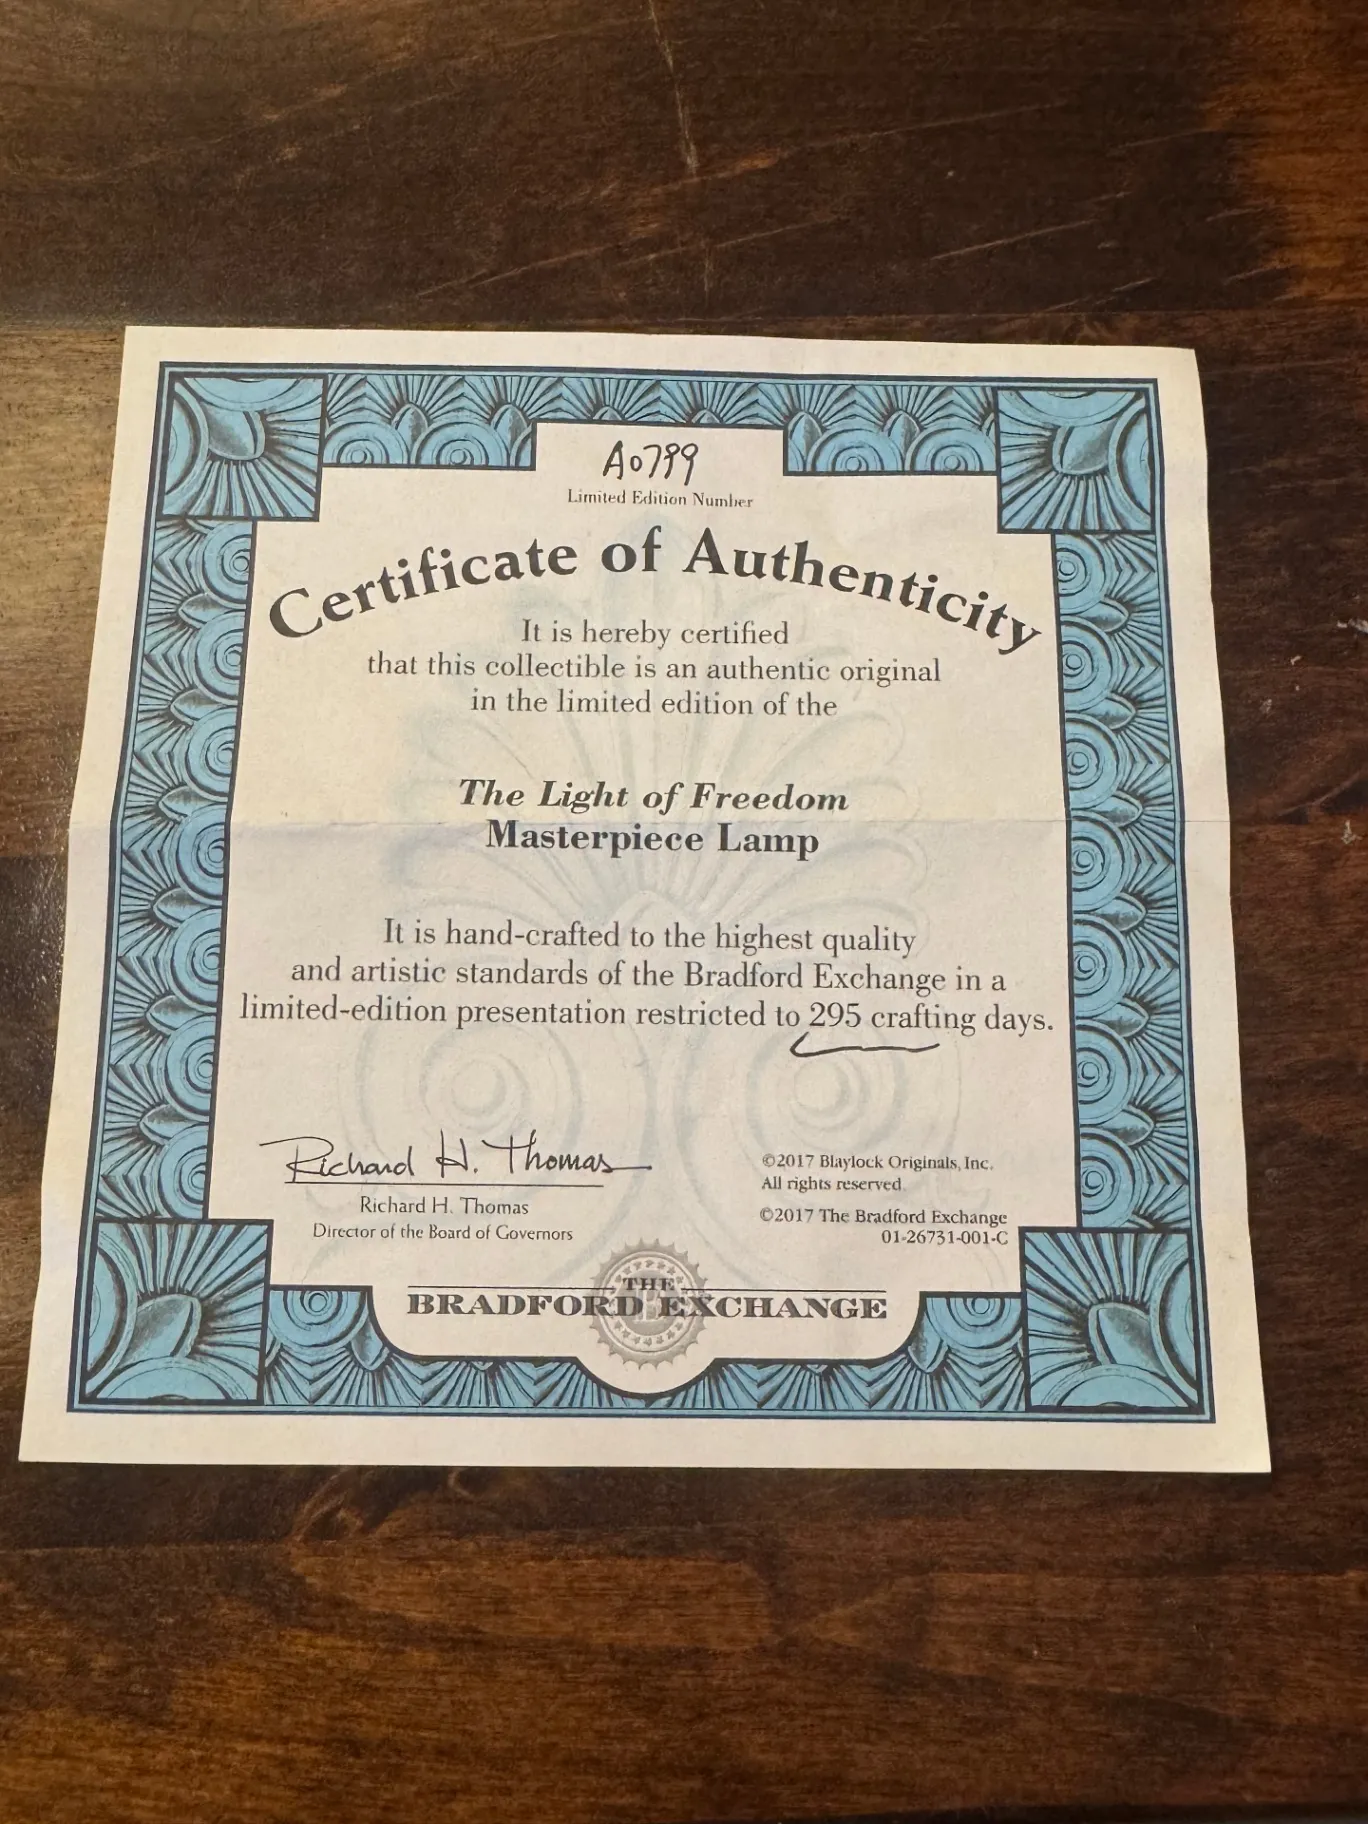 A0799
Limited Edition Number
Certificate of Authenticity
It is hereby certified
that this collectible is an authentic original
in the limited edition of the
The Light of Freedom
Masterpiece Lamp
It is hand-crafted to the highest quality
and artistic standards of the Bradford Exchange in a
limited-edition presentation restricted to 295 crafting days.
Richard H. Thomas
Richard H. Thomas
Director of the Board of Governors
©2017 Blaylock Originals, Inc.
All rights reserved.
©2017 The Bradford Exchange
01-26731-001-C
THE
BRADFORD EXCHANGE